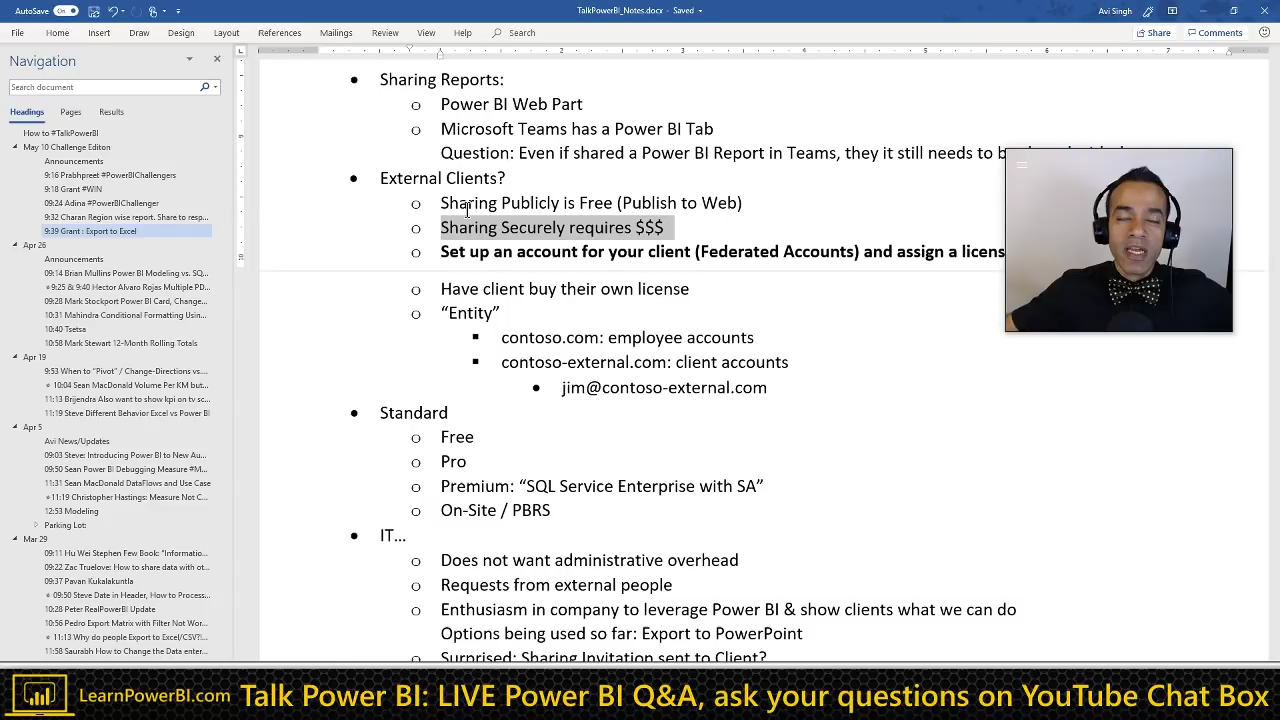 AutoSave On
TalkPowerBI_Notes.docx - Saved
Avi Singh
File Home Insert Draw Design Layout References Mailings Review View Help Search
Share Comments
Navigation
Search document
Headings Pages Results
How to #TalkPowerBI
May 10 Challenge Editon
Announcements
9:16 Prabhpreet #PowerBIChallengers
9:18 Grant #WIN
09:24 Adina #PowerBIChallenger
9:32 Charan Region wise report. Share to resp...
9:39 Grant : Export to Excel
Apr 26
Announcements
09:14 Brian Mullins Power BI Modeling vs. SQ...
9:25 & 9:40 Hector Alvaro Rojas Multiple PD...
09:28 Mark Stockport Power BI Card, Change...
10:31 Mahindra Conditional Formatting Usin...
10:40 Tsetsa
10:58 Mark Stewart 12-Month Rolling Totals
Apr 19
9:53 When to “Pivot” / Change-Directions vs....
10:04 Sean MacDonald Volume Per KM but...
11:13 Brijendra Also want to show kpi on tv sc...
11:19 Steve Different Behavior Excel vs Power BI
Apr 5
Avi News/Updates
09:03 Steve: Introducing Power BI to New Au...
09:50 Sean Power BI Debugging Measure #M...
11:31 Sean MacDonald DataFlows and Use Case
11:19 Christopher Hastings: Measure Not C...
12:53 Modeling
Parking Lot:
Mar 29
09:11 Hu Wei Stephen Few Book: “Informatio...
09:22 Zac Truelove: How to share data with ot...
09:37 Pavan Kukalakuntla
09:50 Steve Date in Header, How to Process...
10:28 Peter RealPowerBI Update
10:56 Pedro Export Matrix with Filter Not Wor...
11:13 Why do people Export to Excel/CSV?!...
11:58 Saurabh How to Change the Data enter...
• Sharing Reports:
o Power BI Web Part
o Microsoft Teams has a Power BI Tab
Question: Even if shared a Power BI Report in Teams, they it still needs to
• External Clients?
o Sharing Publicly is Free (Publish to Web)
o Sharing Securely requires $$$
o Set up an account for your client (Federated Accounts) and assign a licens
o Have client buy their own license
o “Entity”
▪ contoso.com: employee accounts
▪ contoso-external.com: client accounts
• jim@contoso-external.com
• Standard
o Free
o Pro
o Premium: “SQL Service Enterprise with SA”
o On-Site / PBRS
• IT…
o Does not want administrative overhead
o Requests from external people
o Enthusiasm in company to leverage Power BI & show clients what we can do
Options being used so far: Export to PowerPoint
o Surprised: Sharing Invitation sent to Client?
LearnPowerBI.com Talk Power BI: LIVE Power BI Q&A, ask your questions on YouTube Chat Box